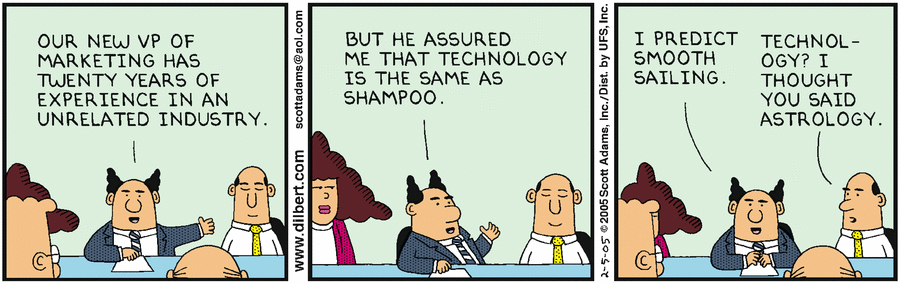 OUR NEW VP OF
MARKETING HAS
TWENTY YEARS OF
EXPERIENCE IN AN
UNRELATED INDUSTRY.
www.dilbert.com scottadams@aol.com
BUT HE ASSURED
ME THAT TECHNOLOGY
IS THE SAME AS
SHAMPOO.
2-5-05 © 2005 Scott Adams, Inc./Dist. by UFS, Inc.
I PREDICT
SMOOTH
SAILING.
TECHNOL-
OGY? I
THOUGHT
YOU SAID
ASTROLOGY.